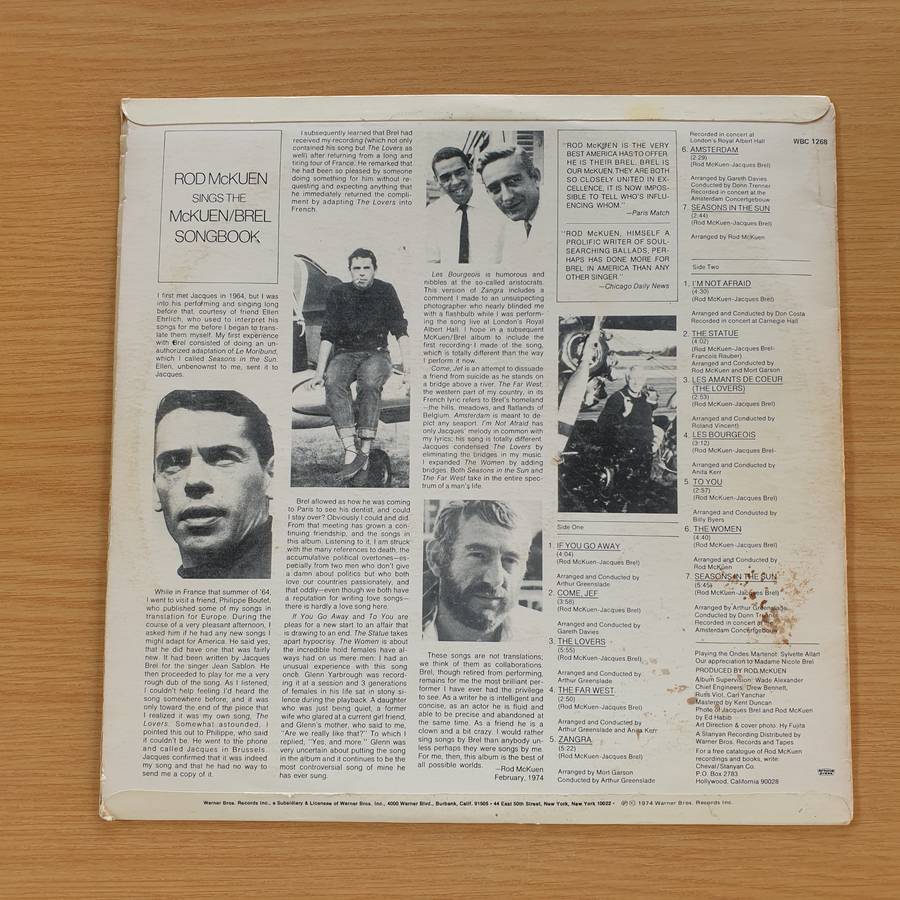 ROD McKUEN
SINGS THE
McKUEN/BREL
SONGBOOK
I first met Jacques in 1964, but I was
into his performing and singing long
before that, courtesy of friend Ellen
Ehrlich, who used to interpret his
songs for me before I began to trans-
late them myself. My first experience
with Brel consisted of doing an un-
authorized adaptation of Le Moribund,
which I called Seasons in the Sun.
Ellen, unbenownst to me, sent it to
Jacques.
While in France that summer of '64,
I went to visit a friend, Philippe Boutet,
who published some of my songs in
translation for Europe. During the
course of a very pleasant afternoon, I
asked him if he had any new songs I
might adapt for America. He said yes,
that he did have one that was fairly
new. It had been written by Jacques
Brel for the singer Jean Sablon. He
then proceeded to play for me a very
rough dub of the song. As I listened,
I couldn't help feeling I'd heard the
song somewhere before, and it was
only toward the end of the piece that
I realized it was my own song, The
Lovers. Somewhat astounded, I
pointed this out to Philippe, who said
it couldn't be. He went to the phone
and called Jacques in Brussels.
Jacques confirmed that it was indeed
my song and that he had no way to
send me a copy of it.
I subsequently learned that Brel had
received my recording (which not only
contained his song but The Lovers as
well) after returning from a long and
tiring tour of France. He remarked that
he had been so pleased by someone
doing something for him without re-
questing and expecting anything that
he immediately returned the compli-
ment by adapting The Lovers into
French.
Brel allowed as how he was coming
to Paris to see his dentist, and could
I stay over? Obviously I could and did.
From that meeting has grown a con-
tinuing friendship, and the songs in
this album. Listening to it, I am struck
with the many references to death, the
accumulative political overtones—es-
pecially from two men who don't give
a damn about politics but who both
love our countries passionately, and
that oddly—even though we both have
a reputation for writing love songs—
there is hardly a love song here.
If You Go Away and To You are
pleas for a new start to an affair that
is drawing to an end. The Statue takes
apart hypocrisy. The Women is about
the incredible hold females have al-
ways had on us mere men: I had an
unusual experience with this song
once. Glenn Yarbrough was record-
ing it at a session and 3 generations
of females in his life sat in stony si-
lence during the playback. A daughter
who was just being quiet, a former
wife who glared at a current girl friend,
and Glenn's mother, who said to me,
"Are we really like that?" To which I
replied, "Yes, and more." Glenn was
very uncertain about putting the song
in the album and it continues to be the
most controversial song of mine he
has ever sung.
Les Bourgeois is humorous and
nibbles at the so-called aristocrats.
This version of Zangra includes a
comment I made to an unsuspecting
photographer who nearly blinded me
with a flashbulb while I was perform-
ing the song live at London's Royal
Albert Hall. I hope in a subsequent
McKuen/Brel album to include the
first recording I made of the song,
which is totally different than the way
I perform it now.
Come, Jef is an attempt to dissuade
a friend from suicide as he stands on
a bridge above a river. The Far West,
the western part of my country, in its
French lyric refers to Brel's homeland
—the hills, meadows, and flatlands of
Belgium. Amsterdam is meant to de-
pict any seaport. I'm Not Afraid has
only Jacques' melody in common with
my lyrics; his song is totally different.
Jacques condensed The Lovers by
eliminating the bridges in my music.
I expanded The Women by adding
bridges. Both Seasons in the Sun and
The Far West take in the entire spec-
trum of a man's life.
These songs are not translations;
we think of them as collaborations.
Brel, though retired from performing,
remains for me the most brilliant per-
former I have ever had the privilege
to see. As a writer he is intelligent and
concise, as an actor he is fluid and
able to be precise and abandoned at
the same time. As a friend he is a
clown and a bit crazy. I would rather
sing songs by Brel than anybody un-
less perhaps they were songs by me.
For me, then, this album is the best of
all possible worlds.
—Rod McKuen
February, 1974
"ROD McKUEN IS THE VERY
BEST AMERICA HAS TO OFFER.
HE IS THEIR BREL. BREL IS
OUR McKUEN. THEY ARE BOTH
SO CLOSELY UNITED IN EX-
CELLENCE, IT IS NOW IMPOS-
SIBLE TO TELL WHO'S INFLU-
ENCING WHOM."
—Paris Match
"ROD McKUEN, HIMSELF A
PROLIFIC WRITER OF SOUL-
SEARCHING BALLADS, PER-
HAPS HAS DONE MORE FOR
BREL IN AMERICA THAN ANY
OTHER SINGER."
—Chicago Daily News
Side One
1. IF YOU GO AWAY
(4:04)
(Rod McKuen-Jacques Brel)
Arranged and Conducted by
Arthur Greenslade
2. COME, JEF
(3:58)
(Rod McKuen-Jacques Brel)
Arranged and Conducted by
Gareth Davies
3. THE LOVERS
(5:55)
(Rod McKuen-Jacques Brel)
Arranged and Conducted by
Arthur Greenslade
4. THE FAR WEST
(2:50)
(Rod McKuen-Jacques Brel)
Arranged and Conducted by
Arthur Greenslade and Anita Kerr
5. ZANGRA
(5:22)
(Rod McKuen-Jacques Brel)
Arranged by Mort Garson
Conducted by Arthur Greenslade
Recorded in concert at
London's Royal Albert Hall
WBC 1268
6. AMSTERDAM
(2:29)
(Rod McKuen-Jacques Brel)
Arranged by Gareth Davies
Conducted by Donn Trenner
Recorded in concert at the
Amsterdam Concertgebouw
7. SEASONS IN THE SUN
(2:44)
(Rod McKuen-Jacques Brel)
Arranged by Rod McKuen
Side Two
1. I'M NOT AFRAID
(4:30)
(Rod McKuen-Jacques Brel)
Arranged and Conducted by Don Costa
Recorded in concert at Carnegie Hall
2. THE STATUE
(4:02)
(Rod McKuen-Jacques Brel-
Francois Rauber)
Arranged and Conducted by
Rod McKuen and Mort Garson
3. LES AMANTS DE COEUR
(THE LOVERS)
(2:53)
(Rod McKuen-Jacques Brel)
Arranged and Conducted by
Roland Vincent)
4. LES BOURGEOIS
(3:12)
(Rod McKuen-Jacques Brel-
Arranged and Conducted by
Anita Kerr
5. TO YOU
(2:57)
(Rod McKuen-Jacques Brel)
Arranged and Conducted by
Billy Byers
6. THE WOMEN
(4:40)
(Rod McKuen-Jacques Brel)
Arranged and Conducted by
Rod McKuen
7. SEASONS IN THE SUN
(5:45)
(Rod McKuen-Jacques Brel)
Arranged by Arthur Greenslade
Conducted by Donn Trenner
Recorded in concert at
Amsterdam Concertgebouw
Playing the Ondes Martenot: Sylvette Allart
Our appreciation to Madame Nicole Brel
PRODUCED BY ROD McKUEN
Album Supervision: Wade Alexander
Chief Engineers: Drew Bennett,
Rudi Viot, Carl Yanchar
Mastered by Kent Duncan
Photo of Jacques Brel and Rod McKuen
by Ed Habib
Art Direction & cover photo: Hy Fujita
A Stanyan Recording Distributed by
Warner Bros. Records and Tapes
For a free catalogue of Rod McKuen
recordings and books, write:
Cheval/Stanyan Co.
P.O. Box 2783
Hollywood, California 90028
Warner Bros. Records Inc., a Subsidiary & Licensee of Warner Bros. Inc., 4000 Warner Blvd., Burbank, Calif. 91505 • 44 East 50th Street, New York, New York 10022 • ℗ © 1974 Warner Bros. Records Inc.